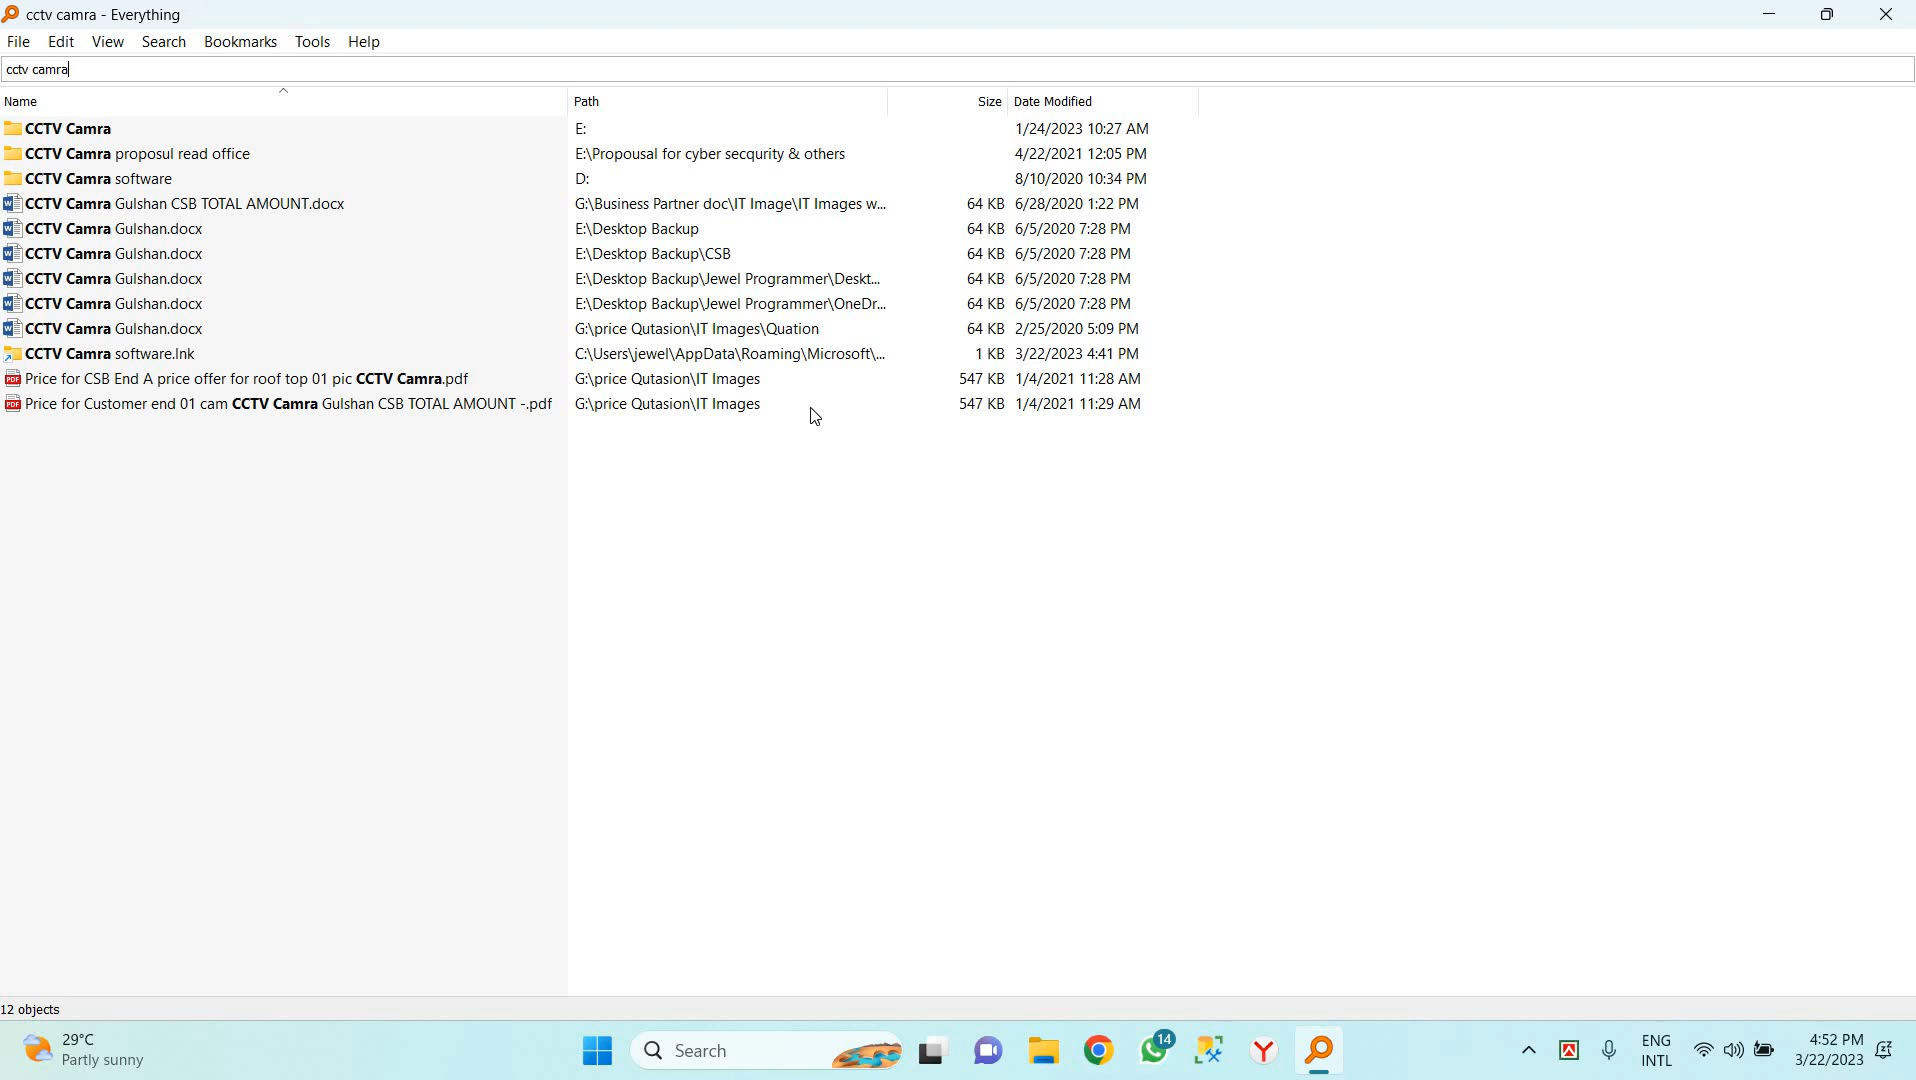 cctv camra - Everything
File Edit View Search Bookmarks Tools Help
cctv camra
Name Path Size Date Modified
CCTV Camra E: 1/24/2023 10:27 AM
CCTV Camra proposul read office E:\Propousal for cyber secqurity & others 4/22/2021 12:05 PM
CCTV Camra software D: 8/10/2020 10:34 PM
CCTV Camra Gulshan CSB TOTAL AMOUNT.docx G:\Business Partner doc\IT Image\IT Images w... 64 KB 6/28/2020 1:22 PM
CCTV Camra Gulshan.docx E:\Desktop Backup 64 KB 6/5/2020 7:28 PM
CCTV Camra Gulshan.docx E:\Desktop Backup\CSB 64 KB 6/5/2020 7:28 PM
CCTV Camra Gulshan.docx E:\Desktop Backup\Jewel Programmer\Deskt... 64 KB 6/5/2020 7:28 PM
CCTV Camra Gulshan.docx E:\Desktop Backup\Jewel Programmer\OneDr... 64 KB 6/5/2020 7:28 PM
CCTV Camra Gulshan.docx G:\price Qutasion\IT Images\Quation 64 KB 2/25/2020 5:09 PM
CCTV Camra software.lnk C:\Users\jewel\AppData\Roaming\Microsoft\... 1 KB 3/22/2023 4:41 PM
Price for CSB End A price offer for roof top 01 pic CCTV Camra.pdf G:\price Qutasion\IT Images 547 KB 1/4/2021 11:28 AM
Price for Customer end 01 cam CCTV Camra Gulshan CSB TOTAL AMOUNT -.pdf G:\price Qutasion\IT Images 547 KB 1/4/2021 11:29 AM
12 objects
29°C
Partly sunny
Search
14
ENG
INTL
4:52 PM
3/22/2023